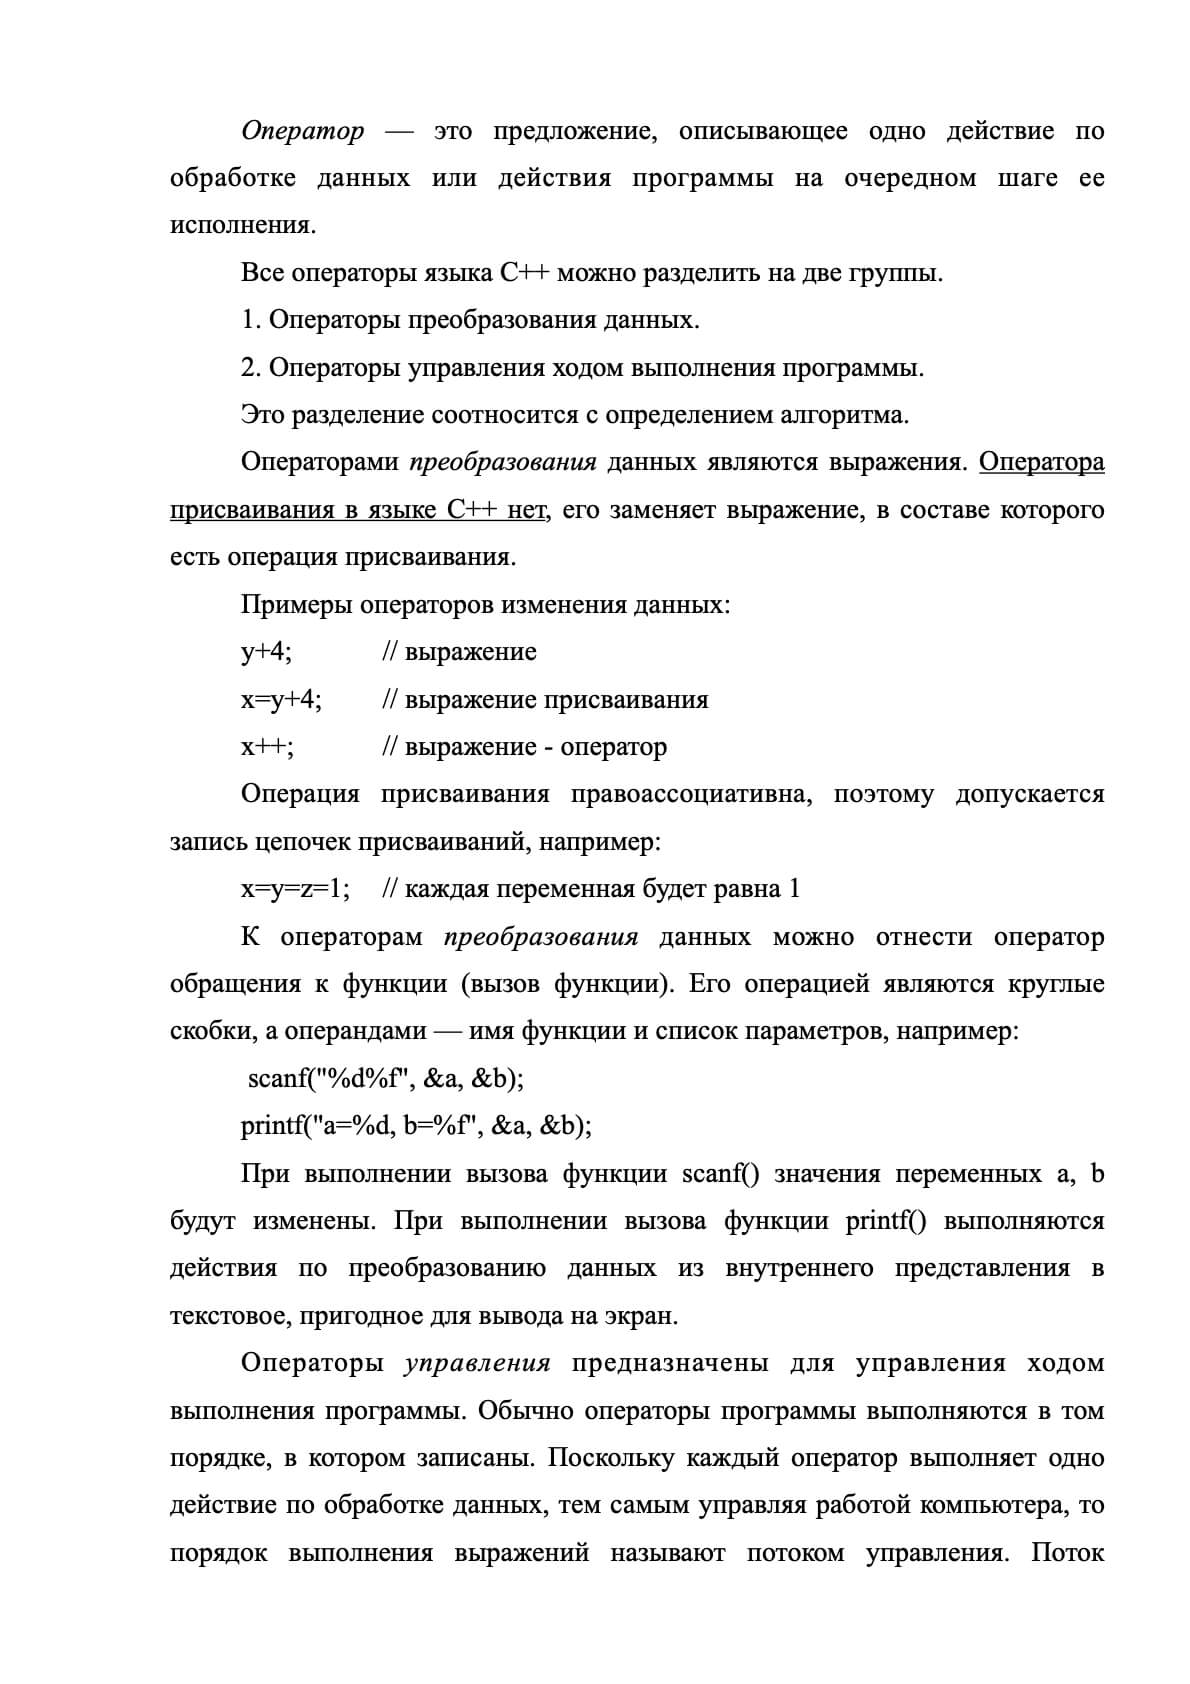 Оператор — это предложение, описывающее одно действие по
обработке данных или действия программы на очередном шаге ее
исполнения.
Все операторы языка С++ можно разделить на две группы.
1. Операторы преобразования данных.
2. Операторы управления ходом выполнения программы.
Это разделение соотносится с определением алгоритма.
Операторами преобразования данных являются выражения. Оператора
присваивания в языке С++ нет, его заменяет выражение, в составе которого
есть операция присваивания.
Примеры операторов изменения данных:
y+4; // выражение
x=y+4; // выражение присваивания
x++; // выражение - оператор
Операция присваивания правоассоциативна, поэтому допускается
запись цепочек присваиваний, например:
x=y=z=1; // каждая переменная будет равна 1
К операторам преобразования данных можно отнести оператор
обращения к функции (вызов функции). Его операцией являются круглые
скобки, а операндами — имя функции и список параметров, например:
scanf("%d%f", &a, &b);
printf("a=%d, b=%f", &a, &b);
При выполнении вызова функции scanf() значения переменных a, b
будут изменены. При выполнении вызова функции printf() выполняются
действия по преобразованию данных из внутреннего представления в
текстовое, пригодное для вывода на экран.
Операторы управления предназначены для управления ходом
выполнения программы. Обычно операторы программы выполняются в том
порядке, в котором записаны. Поскольку каждый оператор выполняет одно
действие по обработке данных, тем самым управляя работой компьютера, то
порядок выполнения выражений называют потоком управления. Поток